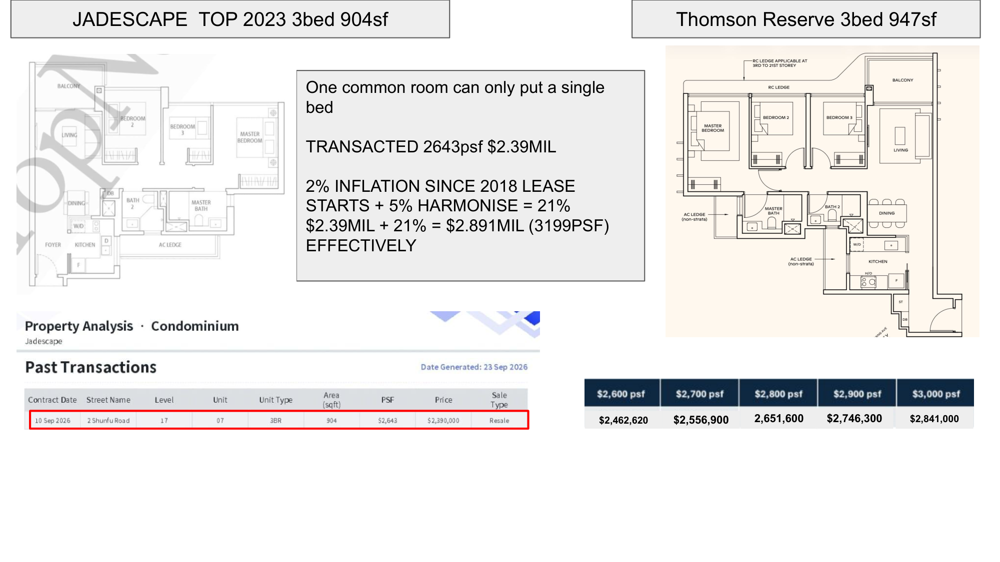 JADESCAPE  TOP 2023 3bed 904sf
Thomson Reserve 3bed 947sf
BALCONY
BEDROOM
2
BEDROOM
3
LIVING
MASTER
BEDROOM
DB
DINING
BATH
2
MASTER
BATH
W/D
FOYER
KITCHEN
D
AC LEDGE
F
One common room can only put a single
bed
TRANSACTED 2643psf $2.39MIL
2% INFLATION SINCE 2018 LEASE
STARTS + 5% HARMONISE = 21%
$2.39MIL + 21% = $2.891MIL (3199PSF)
EFFECTIVELY
RC LEDGE APPLICABLE AT
3RD TO 21ST STOREY
BALCONY
RC LEDGE
MASTER
BEDROOM
BEDROOM 2
BEDROOM 3
LIVING
AC LEDGE
(non-strata)
MASTER
BATH
BATH 2
DINING
W/D
AC LEDGE
(non-strata)
KITCHEN
H/O
F
ST
DB
Property Analysis · Condominium
Jadescape
Past Transactions
Date Generated: 23 Sep 2026
Contract Date Street Name Level Unit Unit Type Area (sqft) PSF Price Sale Type
10 Sep 2026 2 Shunfu Road 17 07 3BR 904 $2,643 $2,390,000 Resale
$2,600 psf $2,700 psf $2,800 psf $2,900 psf $3,000 psf
$2,462,620 $2,556,900 2,651,600 $2,746,300 $2,841,000